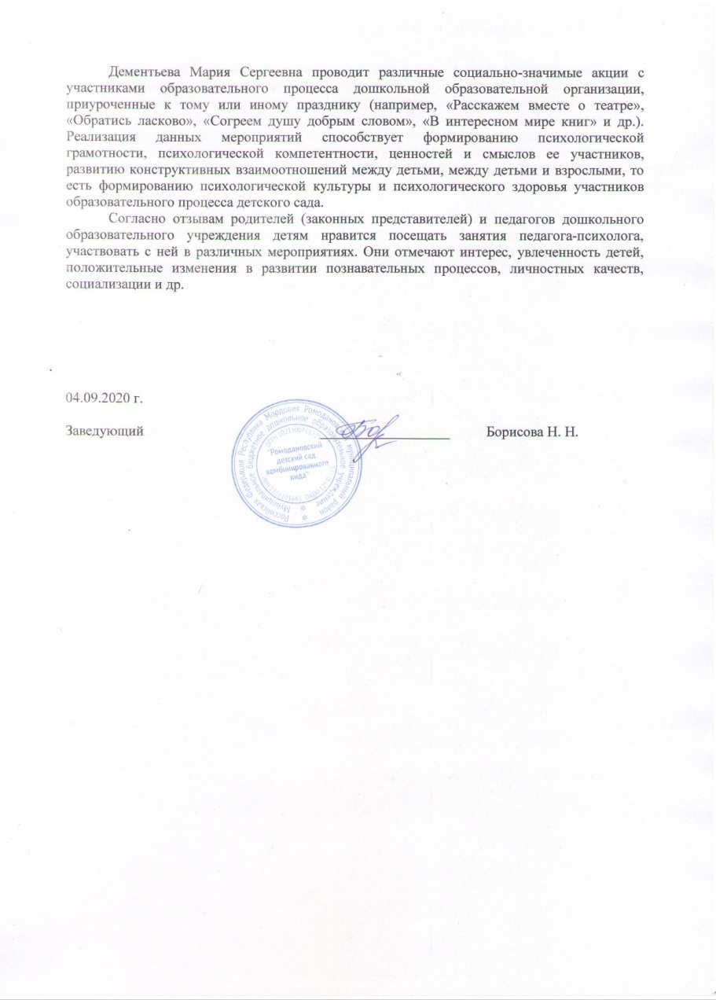 Дементьева Мария Сергеевна проводит различные социально-значимые акции с
участниками образовательного процесса дошкольной образовательной организации,
приуроченные к тому или иному празднику (например, «Расскажем вместе о театре»,
«Обратись ласково», «Согреем душу добрым словом», «В интересном мире книг» и др.).
Реализация данных мероприятий способствует формированию психологической
грамотности, психологической компетентности, ценностей и смыслов ее участников,
развитию конструктивных взаимоотношений между детьми, между детьми и взрослыми, то
есть формированию психологической культуры и психологического здоровья участников
образовательного процесса детского сада.
Согласно отзывам родителей (законных представителей) и педагогов дошкольного
образовательного учреждения детям нравится посещать занятия педагога-психолога,
участвовать с ней в различных мероприятиях. Они отмечают интерес, увлеченность детей,
положительные изменения в развитии познавательных процессов, личностных качеств,
социализации и др.
04.09.2020 г.
Заведующий Борисова Н. Н.
Российская Федерация Республика Мордовия муниципальный район
Муниципальное бюджетное дошкольное образовательное учреждение
"Ромодановский
детский сад
комбинированного
вида"